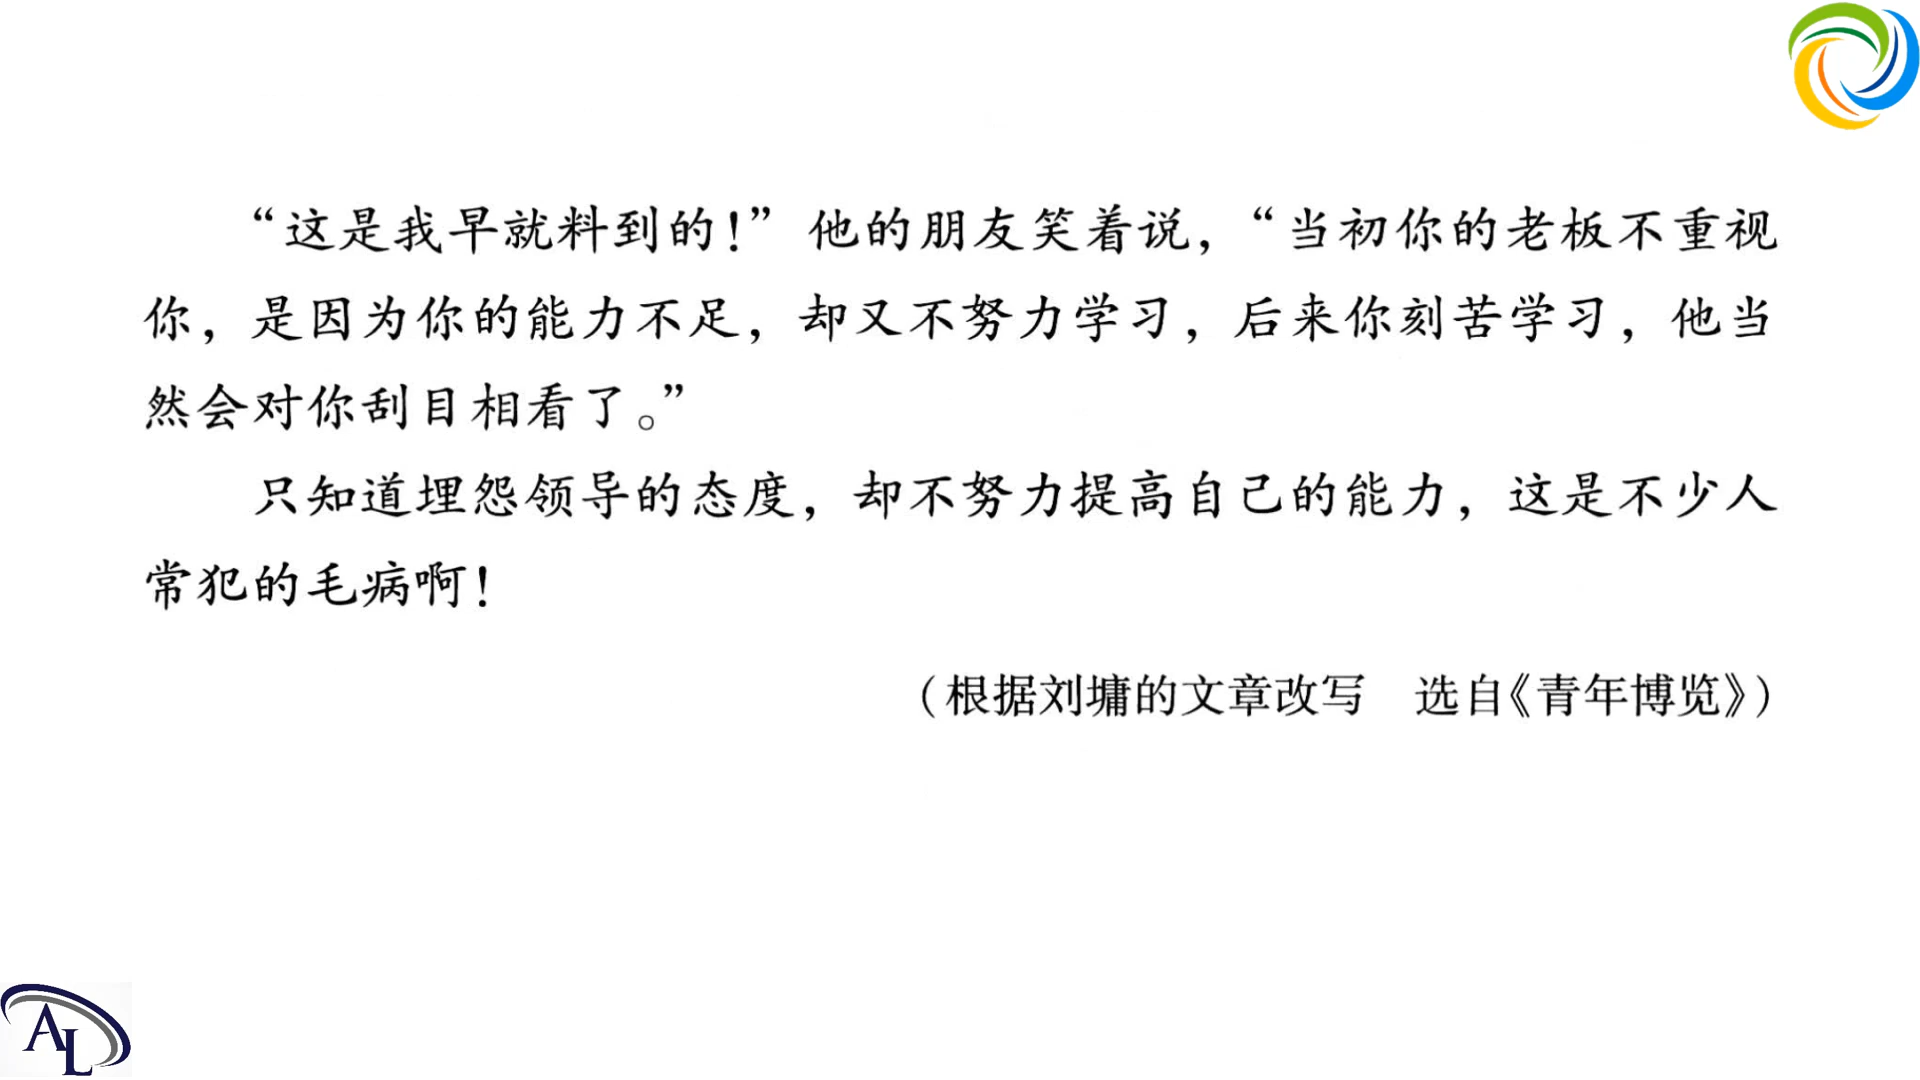 “这是我早就料到的！”他的朋友笑着说，“当初你的老板不重视
你，是因为你的能力不足，却又不努力学习，后来你刻苦学习，他当
然会对你刮目相看了。”
只知道埋怨领导的态度，却不努力提高自己的能力，这是不少人
常犯的毛病啊！
（根据刘墉的文章改写　选自《青年博览》）
AL